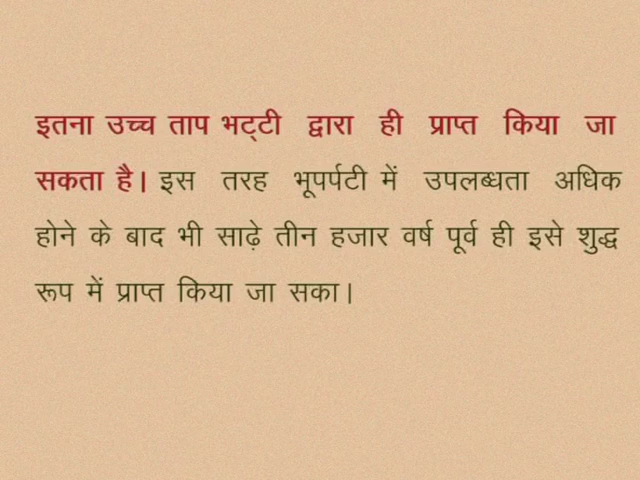 इतना उच्च ताप भट्टी द्वारा ही प्राप्त किया जा
सकता है। इस तरह भूपर्पटी में उपलब्धता अधिक
होने के बाद भी साढ़े तीन हजार वर्ष पूर्व ही इसे शुद्ध
रूप में प्राप्त किया जा सका।